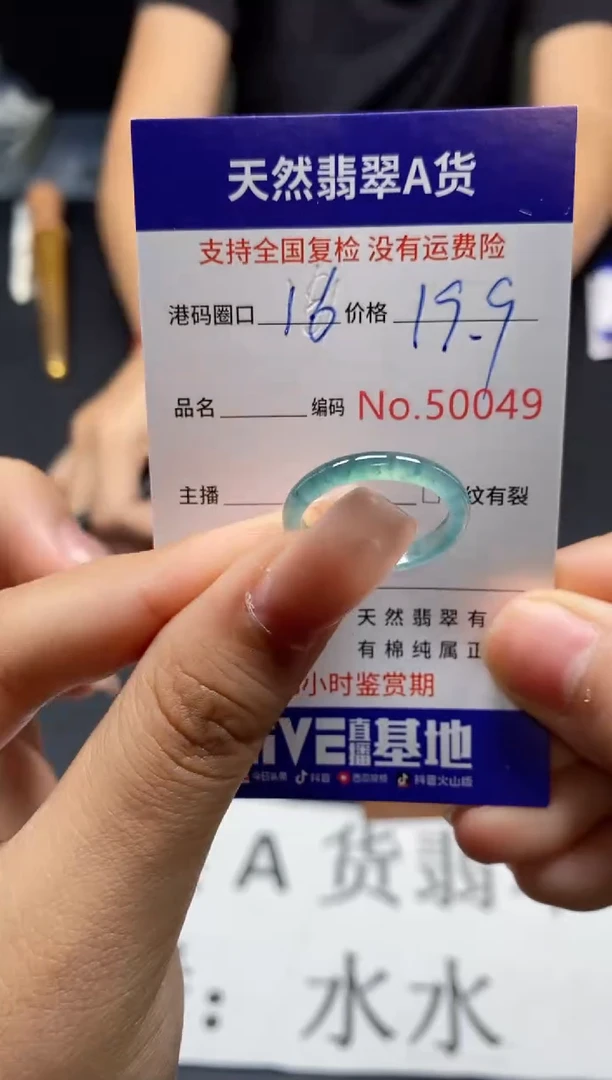 天然翡翠A货
支持全国复检 没有运费险
港码圈口 16 价格 19.9
品名 编码 No.50049
主播 纹有裂
天然翡翠有
有棉纯属正
小时鉴赏期
直播基地
今日头条 抖音 西瓜视频 抖音火山版
A货翡
：水水